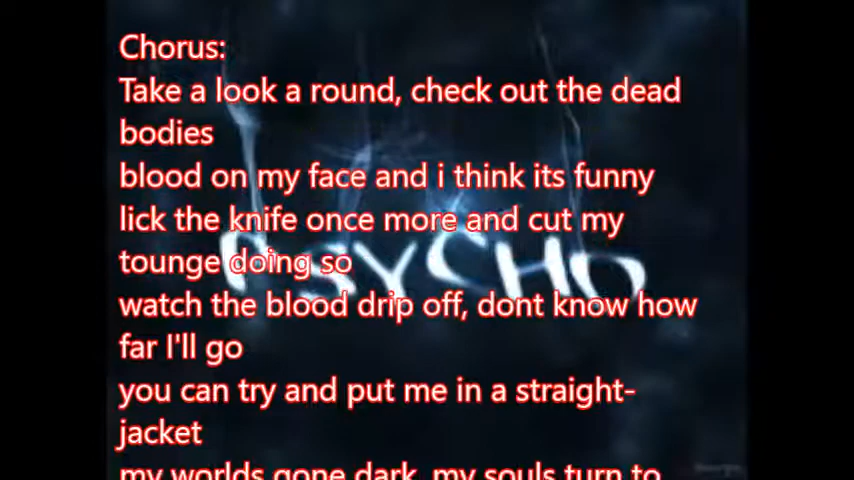 Chorus:
Take a look a round, check out the dead
bodies
blood on my face and i think its funny
lick the knife once more and cut my
tounge doing so
PSYCHO
watch the blood drip off, dont know how
far I'll go
you can try and put me in a straight-
jacket
my worlds gone dark, my souls turn to